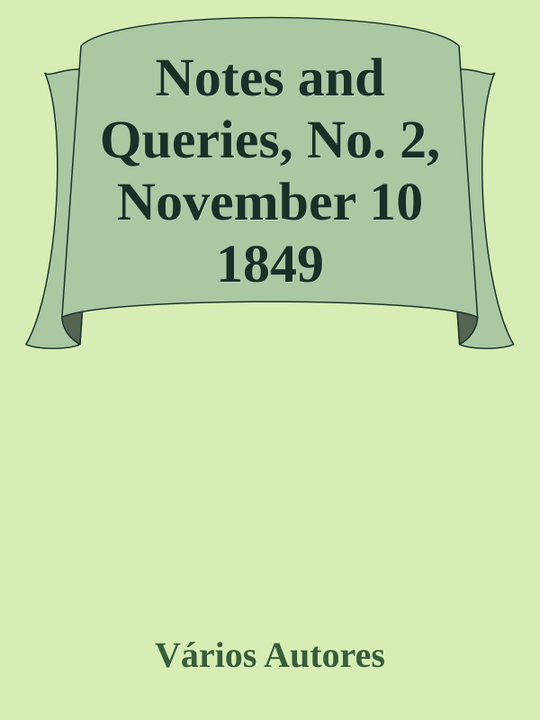 Notes and
Queries, No. 2,
November 10
1849
Vários Autores